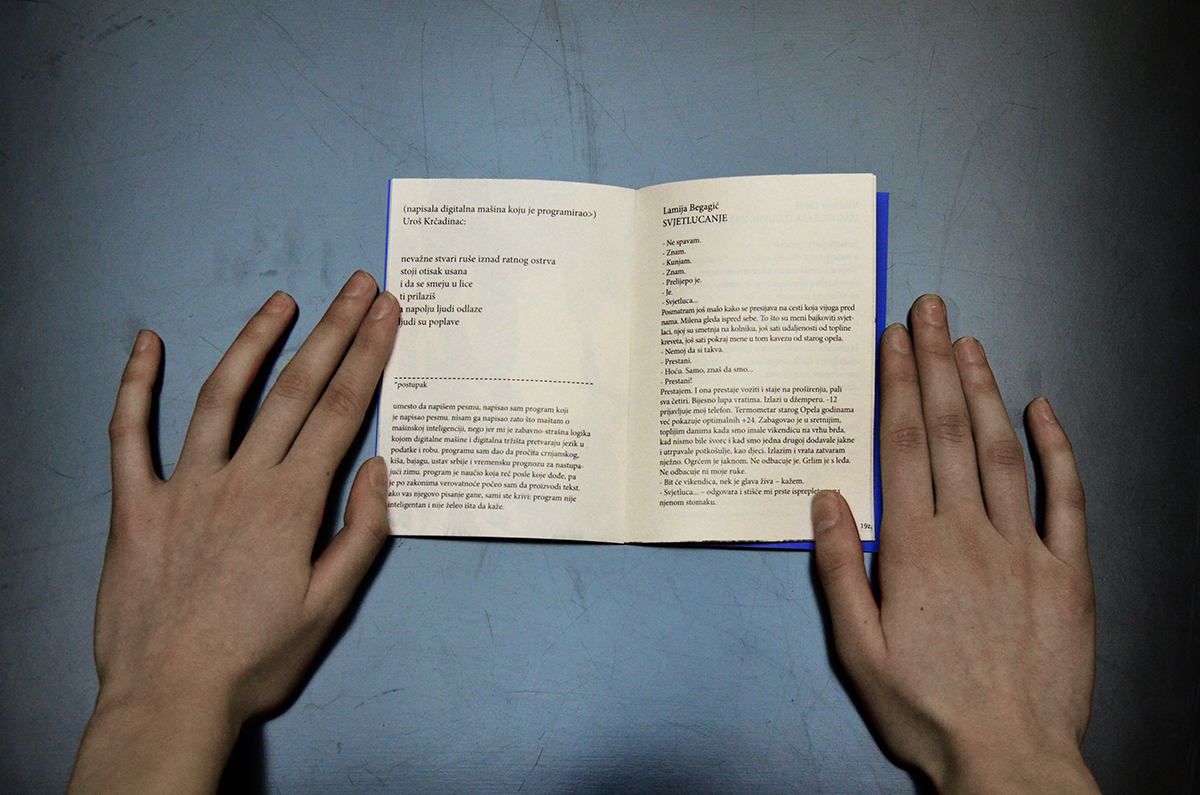 (napisala digitalna mašina koju je programirao>)
Uroš Krčadinac:
nevažne stvari ruše iznad ratnog ostrva
stoji otisak usana
i da se smeju u lice
ti prilaziš
a napolju ljudi odlaze
ljudi su poplave
*postupak
umesto da napišem pesmu, napisao sam program koji
je napisao pesmu. nisam ga napisao zato što maštam o
mašinskoj inteligenciji, nego jer mi je zabavno-strašna logika
kojom digitalne mašine i digitalna tržišta pretvaraju jezik u
podatke i robu. programu sam dao da pročita crnjanskog,
kiša, bajagu, ustav srbije i vremensku prognozu za nastupa-
jući zimu. program je naučio koja reč posle koje dođe, pa
je po zakonima verovatnoće počeo sam da proizvodi tekst.
ako vas njegovo pisanje gane, sami ste krivi: program nije
inteligentan i nije želeo išta da kaže.
Lamija Begagić
SVJETLUCANJE
- Ne spavam.
- Znam.
- Kunjam.
- Znam.
- Prelijepo je.
- Je.
- Svjetluca...
Posmatram još malo kako se presijava na cesti koja vijuga pred
nama. Milena gleda ispred sebe. To što su meni bajkoviti svjet-
laci, njoj su smetnja na kolniku, još sati udaljenosti od topline
kreveta, još sati pokraj mene u tom kavezu od starog opela.
- Nemoj da si takva.
- Prestani.
- Hoću. Samo, znaš da smo...
- Prestani!
Prestajem. I ona prestaje voziti i staje na proširenju, pali
sva četiri. Bijesno lupa vratima. Izlazi u džemperu. -12
prijavljuje moj telefon. Termometar starog Opela godinama
već pokazuje optimalnih +24. Zabagovao je u sretnijim,
toplijim danima kada smo imale vikendicu na vrhu brda,
kad nismo bile švorc i kad smo jedna drugoj dodavale jakne
i utrpavale potkošulje, kao djeci. Izlazim i vrata zatvaram
nježno. Ogrćem je jaknom. Ne odbacuje je. Grlim je s leđa.
Ne odbacuje ni moje ruke.
- Bit će vikendica, nek je glava živa – kažem.
- Svjetluca... – odgovara i stišće mi prste na
njenom stomaku.